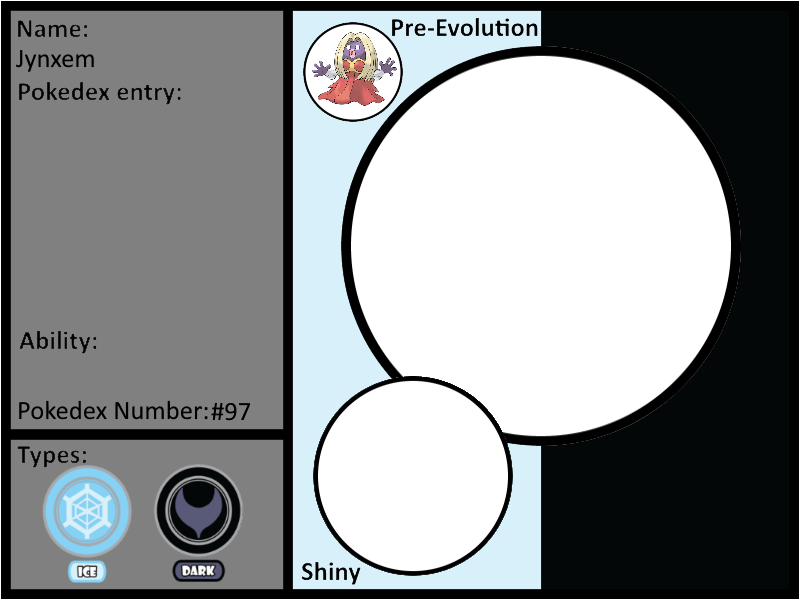 Name:
Jynxem
Pokedex entry:
Ability:
Pokedex Number:#97
Types:
ICE
DARK
Pre-Evolution
Shiny